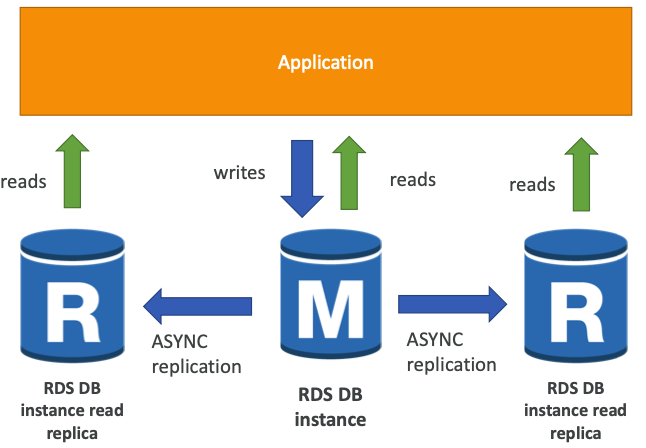 Application
reads
writes
reads
reads
R
M
R
ASYNC
replication
ASYNC
replication
RDS DB
instance read
replica
RDS DB
instance
RDS DB
instance read
replica